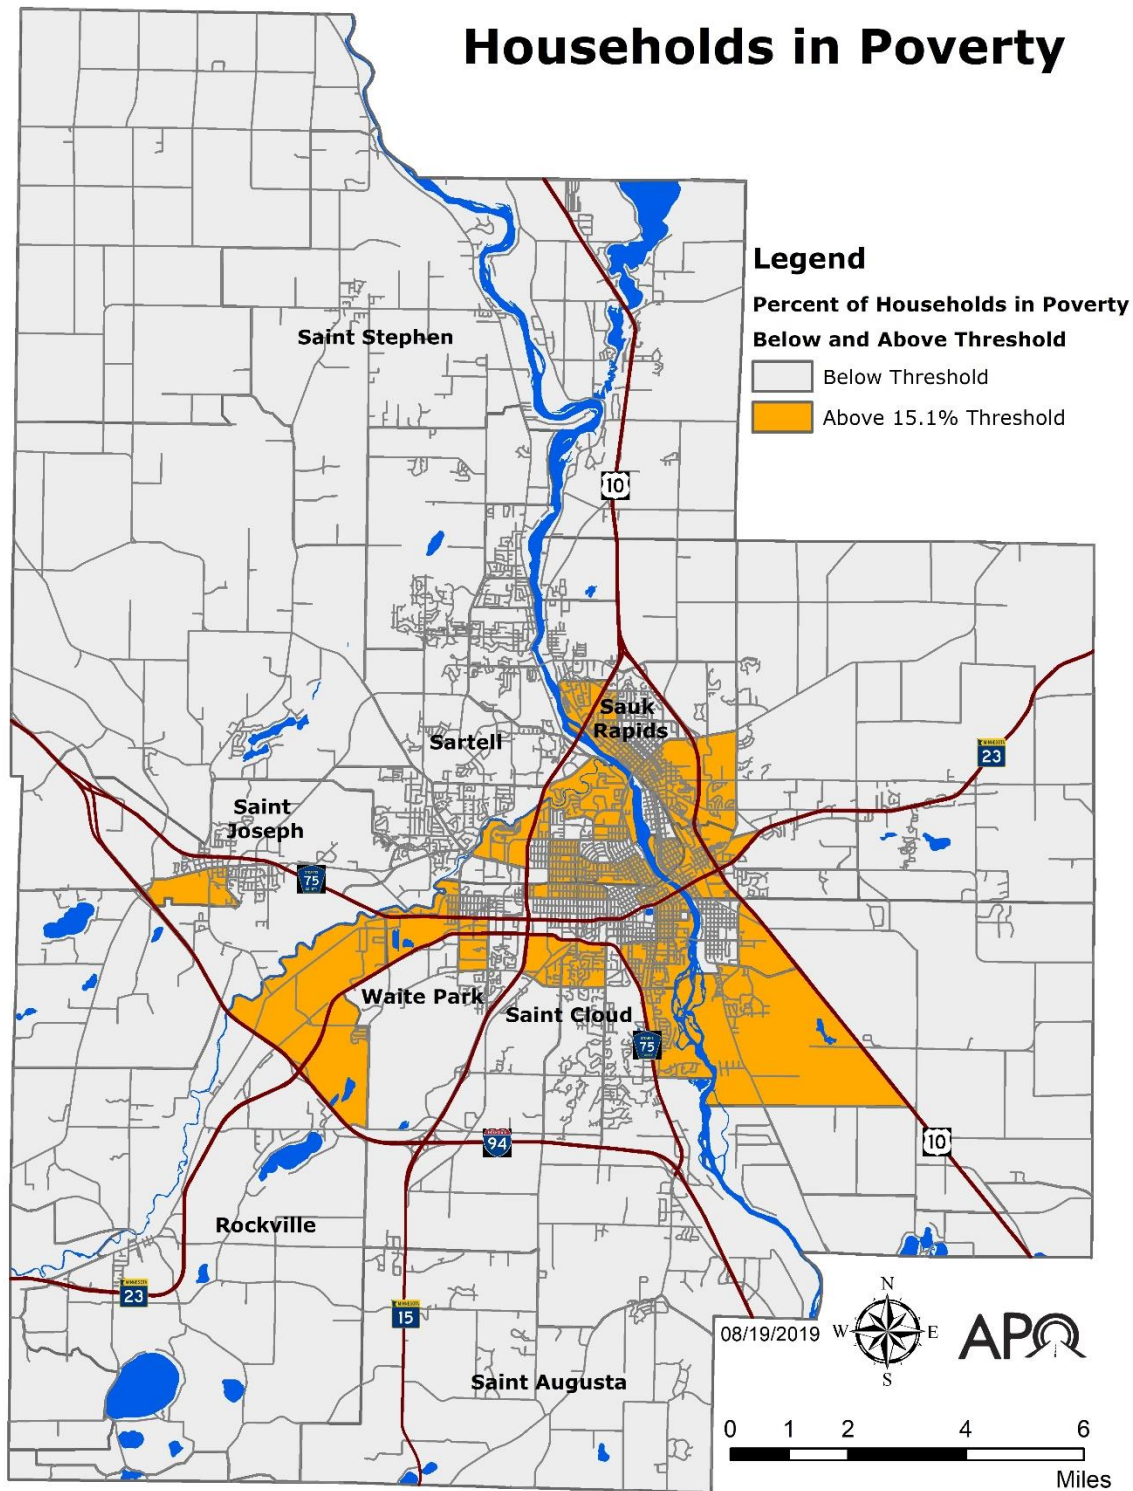 Households in Poverty
Legend
Percent of Households in Poverty
Below and Above Threshold
Below Threshold
Above 15.1% Threshold
Saint Stephen
10
Sauk
Rapids
Sartell
23
Saint
Joseph
75
Waite Park
Saint Cloud
75
94
10
Rockville
23
15
Saint Augusta
08/19/2019
N
W
E
S
APO
0 1 2 4 6
Miles